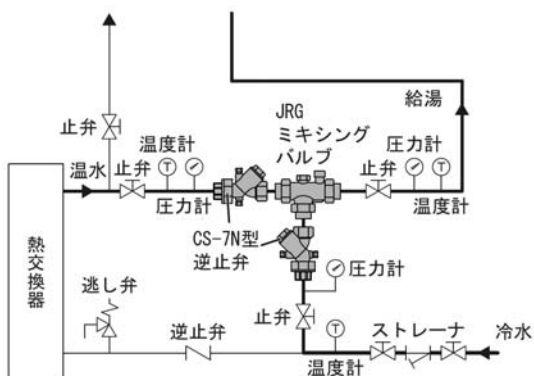 JRG
ミキシング
バルブ
給湯
止弁
温度計
圧力計
温水
止弁
T
T
止弁
圧力計
温度計
CS-7N型
逆止弁
熱交換器
圧力計
逃し弁
逆止弁
止弁
T
ストレーナ
冷水
温度計